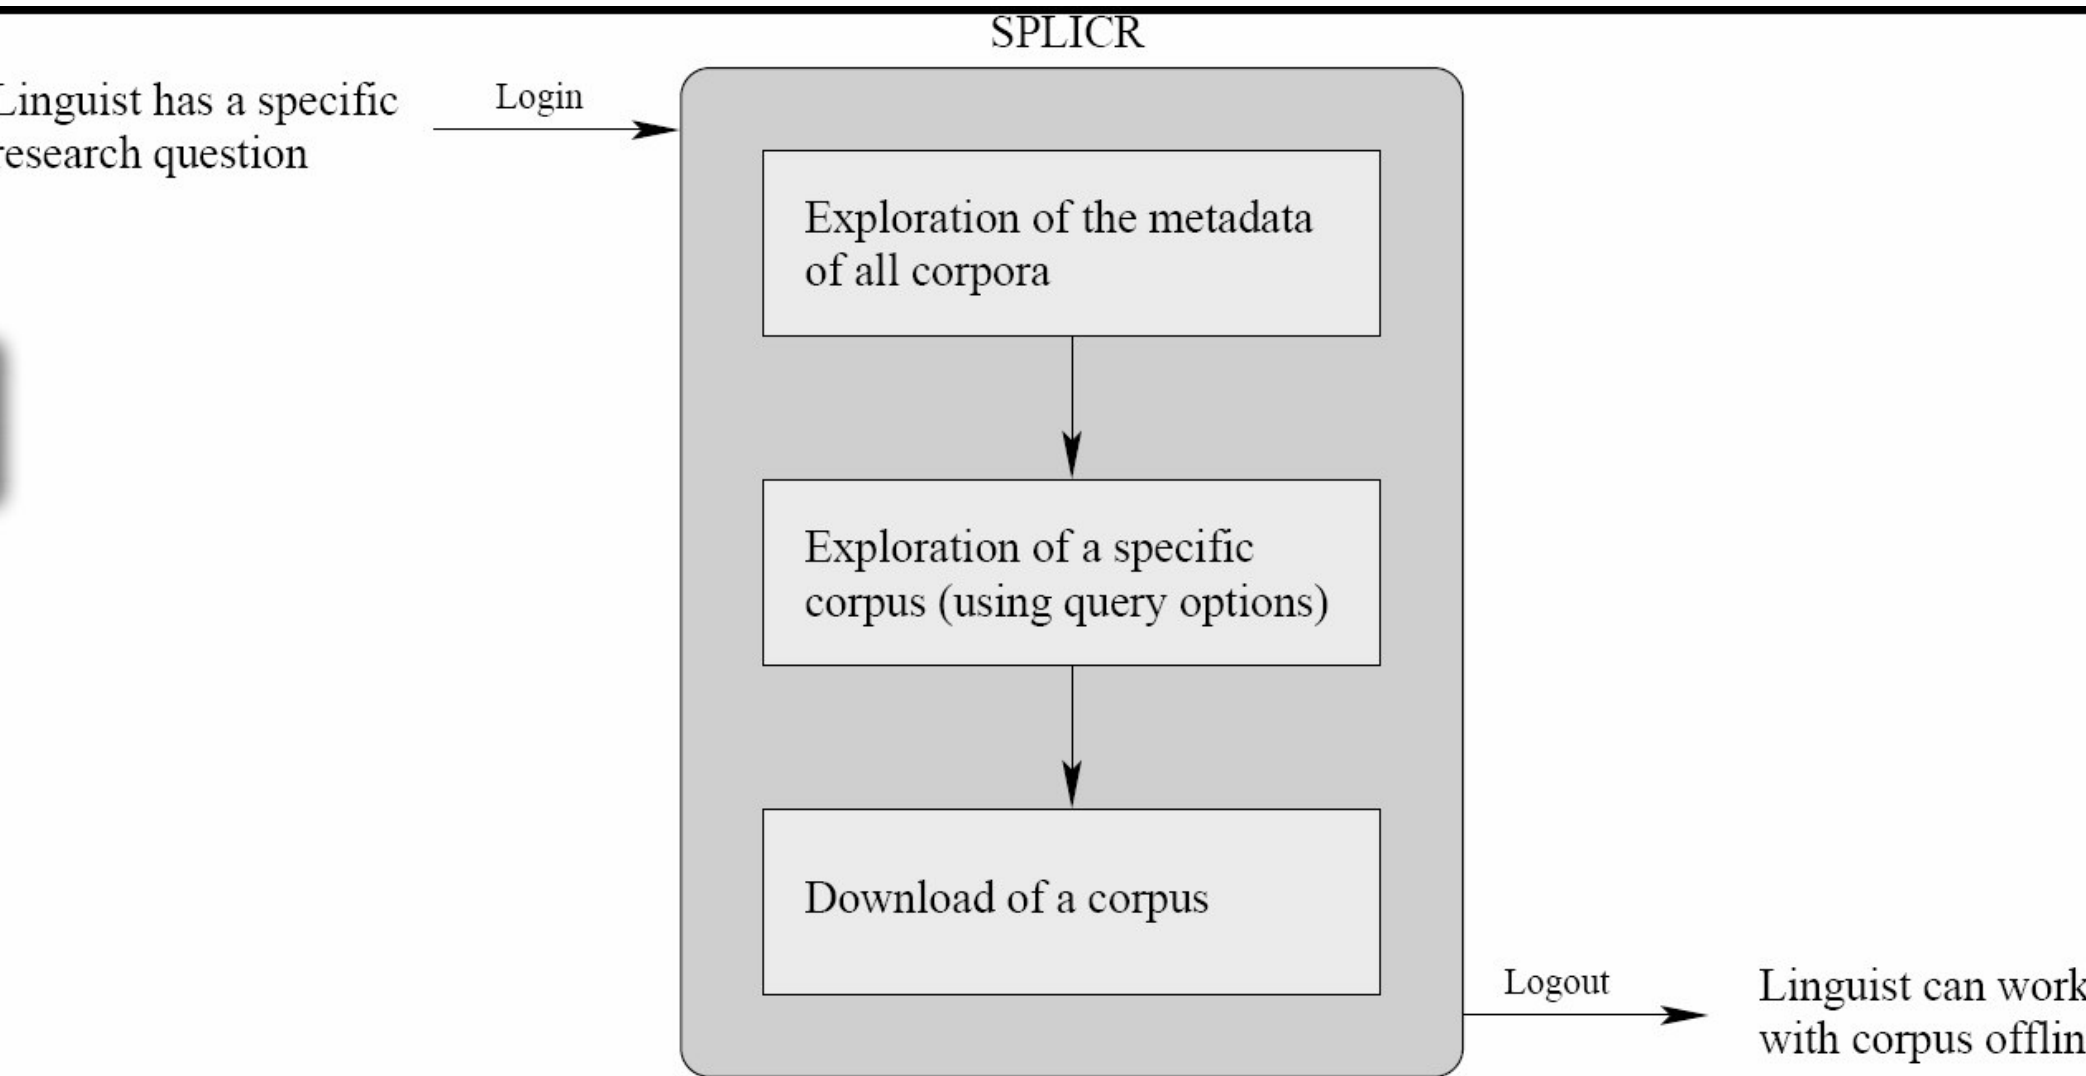 SPLICR
Linguist has a specific
research question
Login
Exploration of the metadata
of all corpora
Exploration of a specific
corpus (using query options)
Download of a corpus
Logout
Linguist can work
with corpus offlin